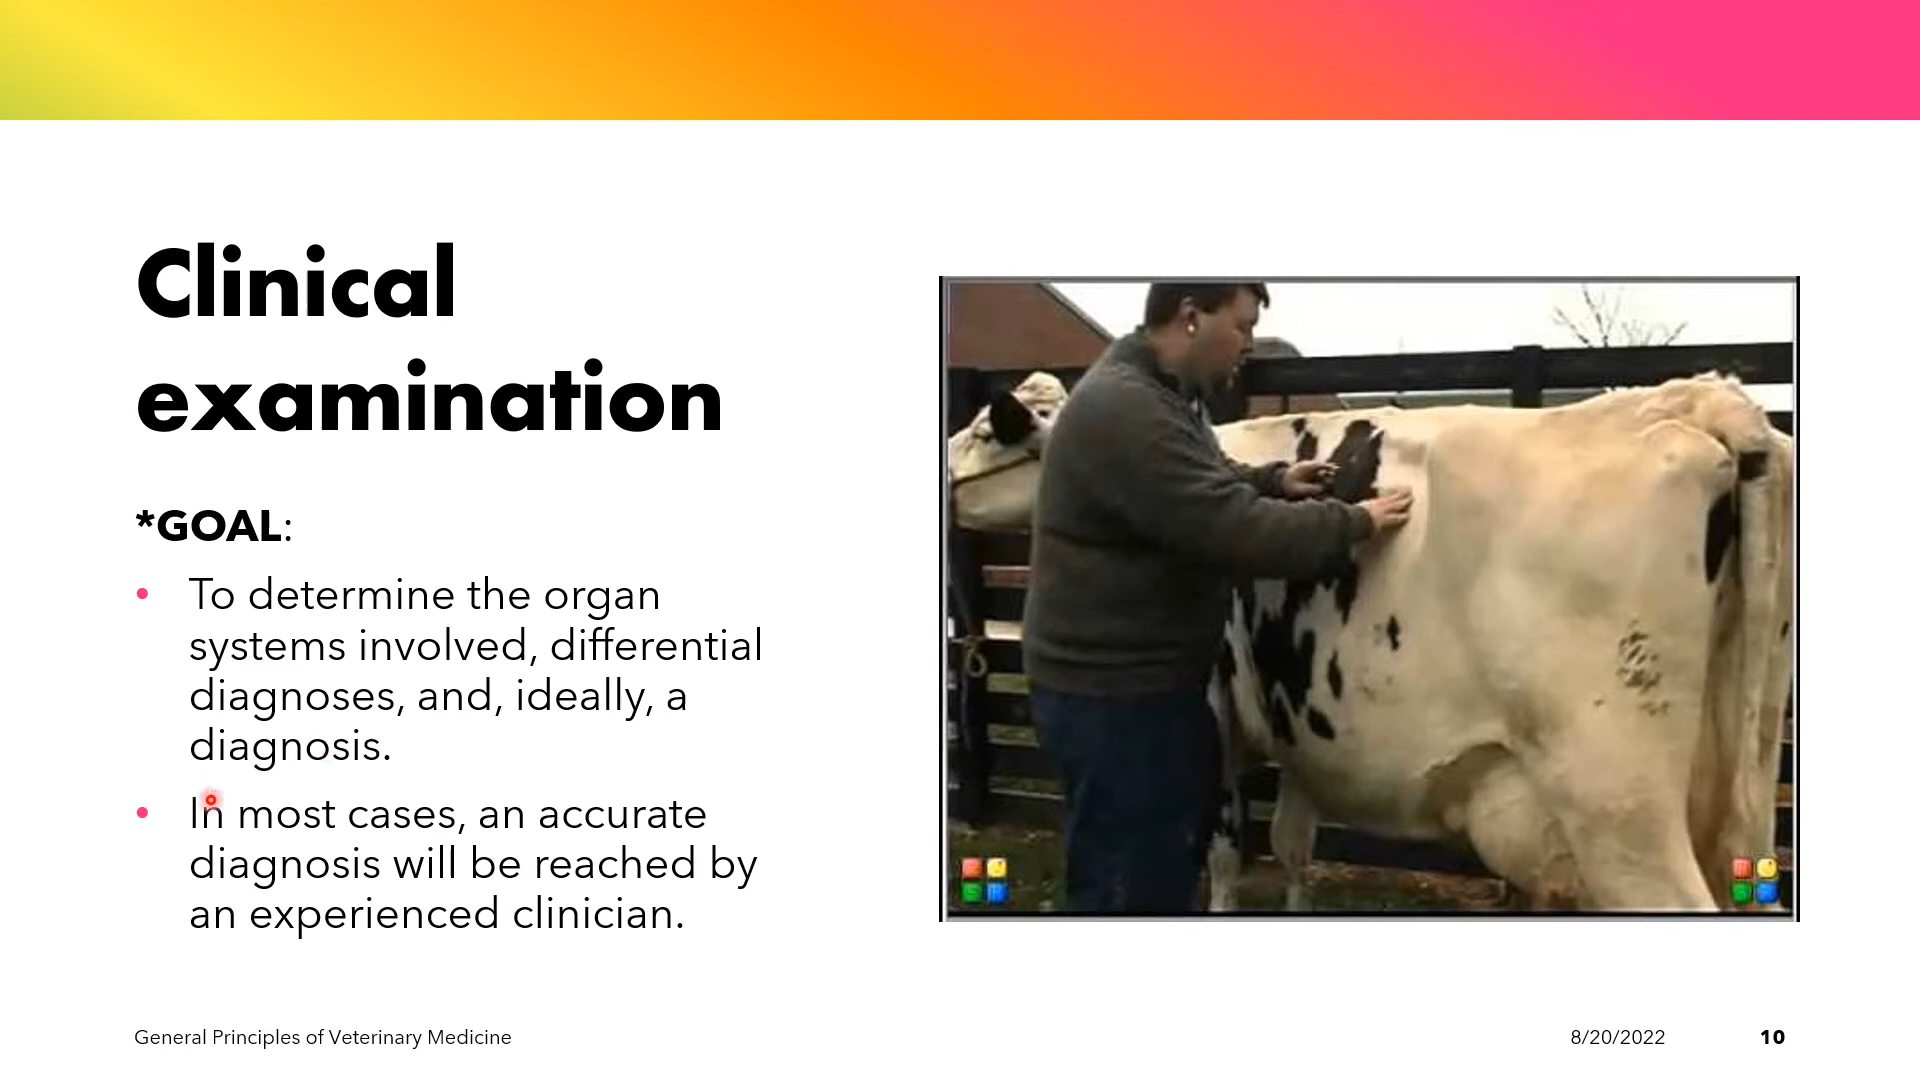 Clinical
examination
*GOAL:
• To determine the organ
systems involved, differential
diagnoses, and, ideally, a
diagnosis.
• In most cases, an accurate
diagnosis will be reached by
an experienced clinician.
General Principles of Veterinary Medicine
8/20/2022
10